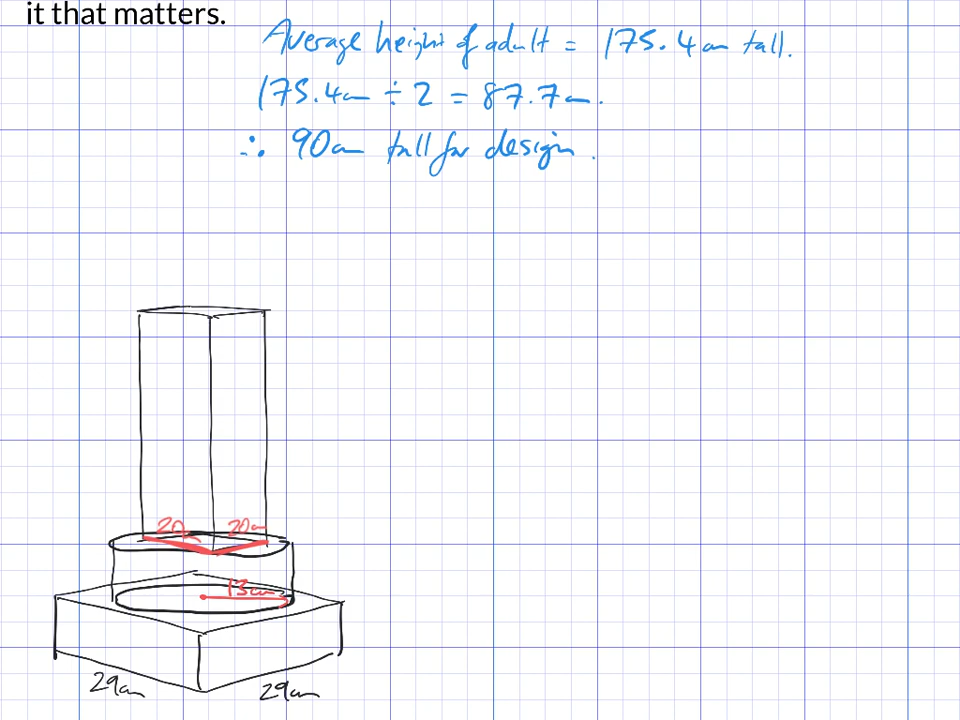 it that matters.
Average height of adult = 175.4cm tall.
175.4cm ÷ 2 = 87.7cm.
∴ 90cm tall for design.
20 20cm
13cm
29cm 29cm